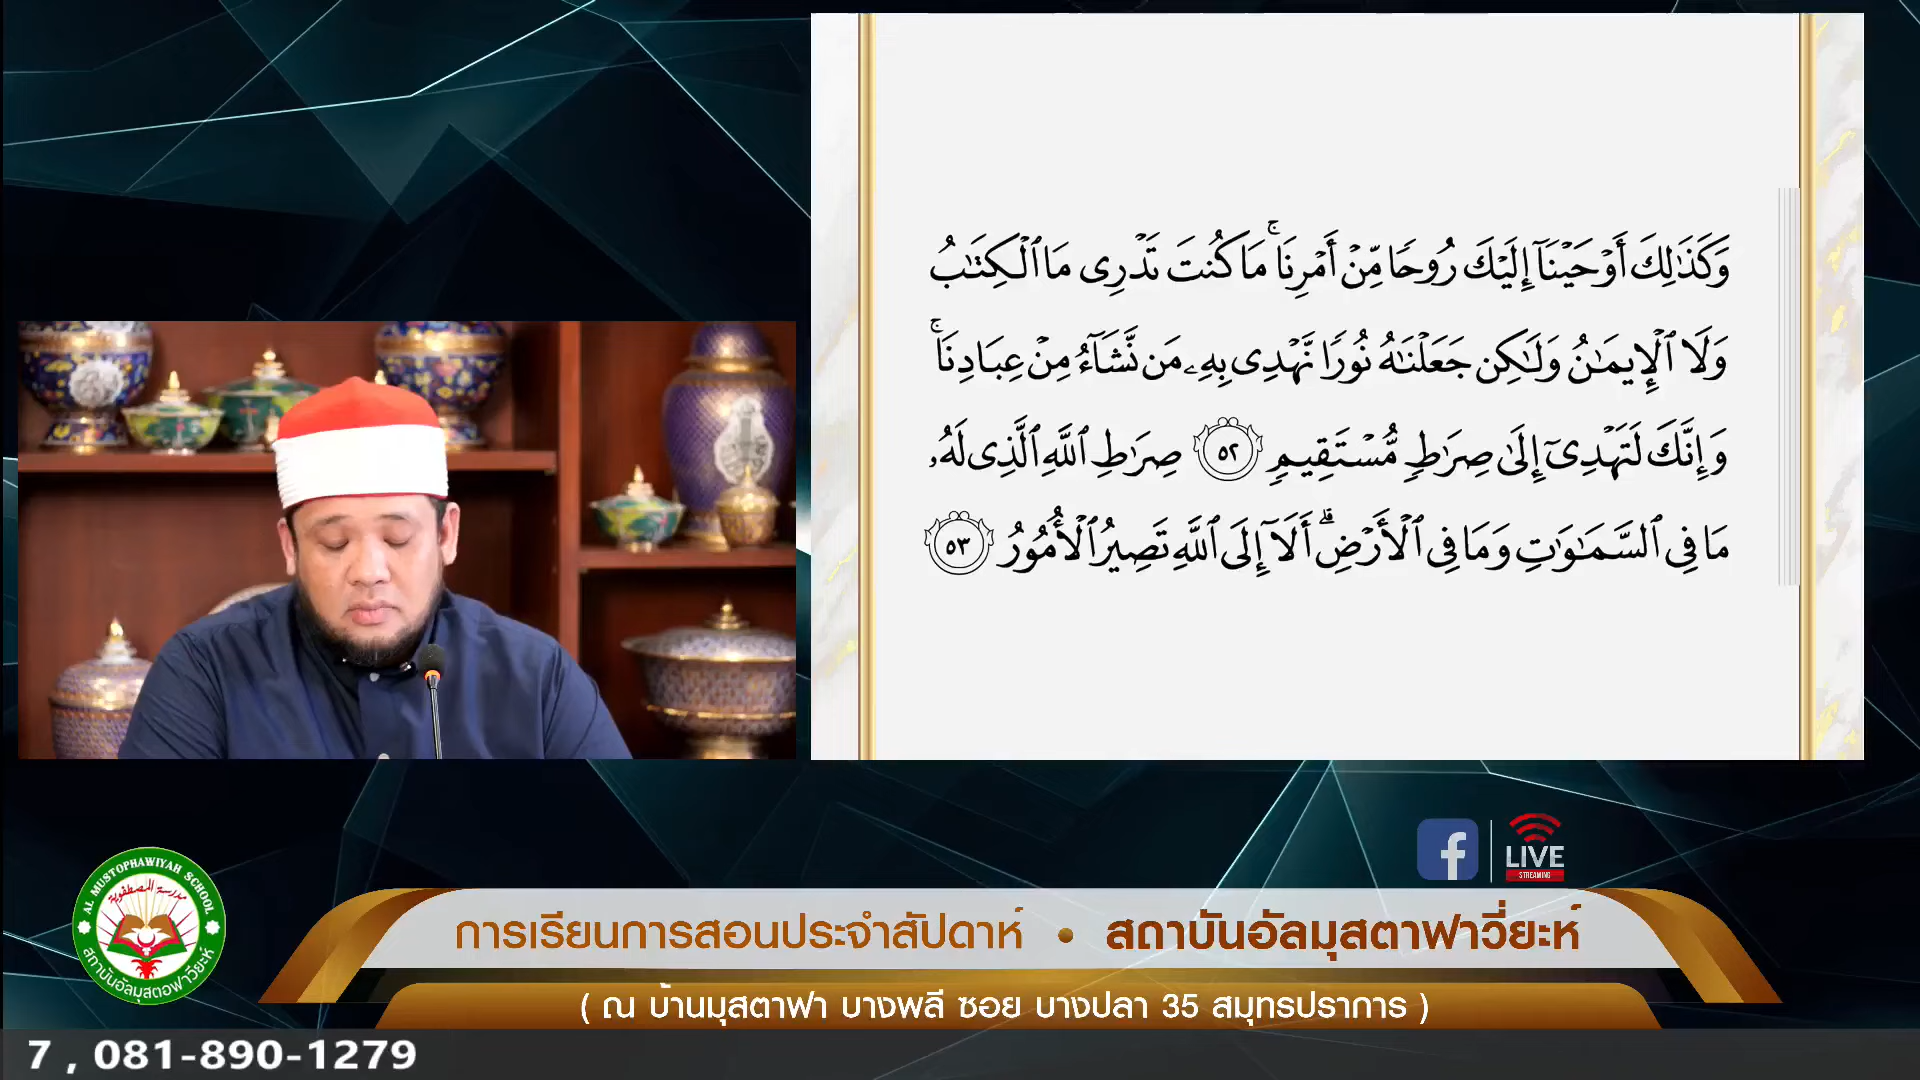 وَكَذَٰلِكَ أَوْحَيْنَآ إِلَيْكَ رُوحًا مِّنْ أَمْرِنَا ۚ مَا كُنتَ تَدْرِى مَا ٱلْكِتَـٰبُ
وَلَا ٱلْإِيمَـٰنُ وَلَـٰكِن جَعَلْنَـٰهُ نُورًا نَّهْدِى بِهِۦ مَن نَّشَآءُ مِنْ عِبَادِنَا ۚ
وَإِنَّكَ لَتَهْدِىٓ إِلَىٰ صِرَٰطٍ مُّسْتَقِيمٍ ٥٢ صِرَٰطِ ٱللَّهِ ٱلَّذِى لَهُۥ
مَا فِى ٱلسَّمَـٰوَٰتِ وَمَا فِى ٱلْأَرْضِ ۗ أَلَآ إِلَى ٱللَّهِ تَصِيرُ ٱلْأُمُورُ ٥٣
LIVE
STREAMING
AL MUSTOPHAWIYAH SCHOOL
مدرسة المصطفوية
สถาบันอัลมุสตอฟาวียะห์
การเรียนการสอนประจำสัปดาห์ • สถาบันอัลมุสตาฟาวี่ยะห์
( ณ บ้านมุสตาฟา บางพลี ซอย บางปลา 35 สมุทรปราการ )
7 , 081-890-1279